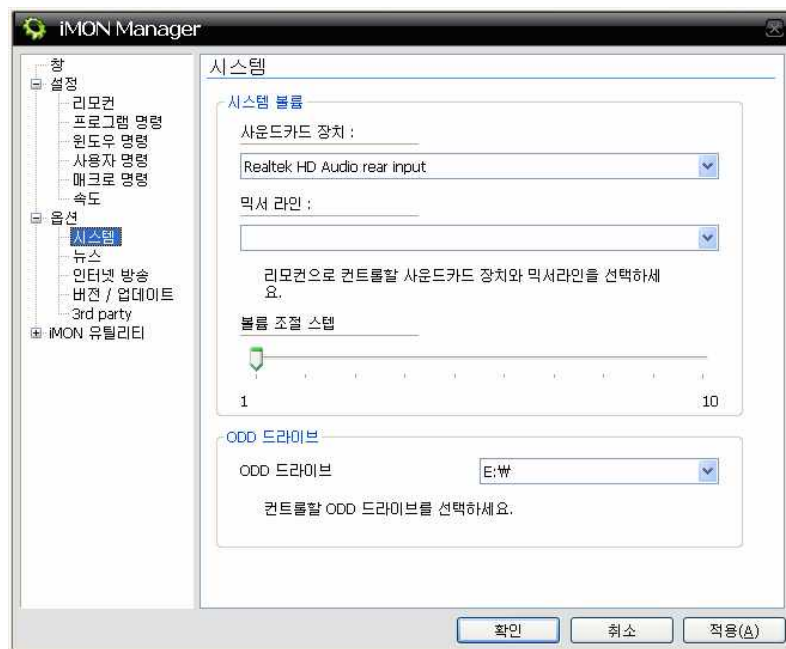 iMON Manager
창
설정
리모컨
프로그램 명령
윈도우 명령
사용자 명령
매크로 명령
속도
옵션
시스템
뉴스
인터넷 방송
버전 / 업데이트
3rd party
iMON 유틸리티
시스템
시스템 볼륨
사운드카드 장치 :
Realtek HD Audio rear input
믹서 라인 :
리모컨으로 컨트롤할 사운드카드 장치와 믹서라인을 선택하세
요.
볼륨 조절 스텝
1 10
ODD 드라이브
ODD 드라이브 E:₩
컨트롤할 ODD 드라이브를 선택하세요.
확인 취소 적용(A)